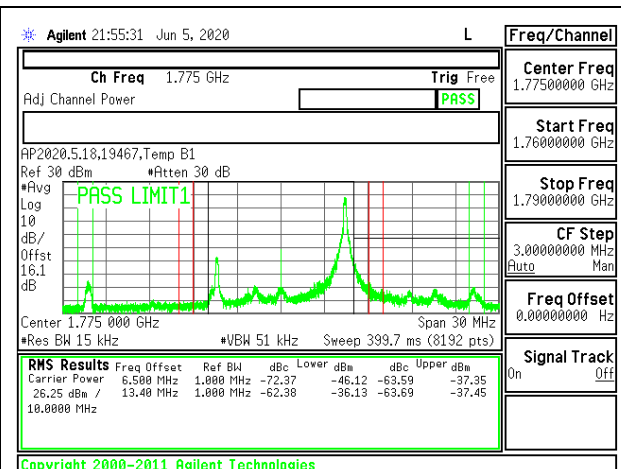 Agilent 21:55:31 Jun 5, 2020 L
Freq/Channel
Ch Freq 1.775 GHz Trig Free
Adj Channel Power PASS
Center Freq
1.77500000 GHz
Start Freq
1.76000000 GHz
Stop Freq
1.79000000 GHz
CF Step
3.00000000 MHz
Auto Man
Freq Offset
0.00000000 Hz
Signal Track
On Off
AP2020.5.18,19467,Temp B1
Ref 30 dBm #Atten 30 dB
#Avg
Log
10
dB/
Offst
16.1
dB
PASS LIMIT1
Center 1.775 000 GHz Span 30 MHz
#Res BW 15 kHz #VBW 51 kHz Sweep 399.7 ms (8192 pts)
RMS Results Freq Offset Ref BW dBc Lower dBm dBc Upper dBm
Carrier Power 6.500 MHz 1.000 MHz -72.37 -46.12 -63.59 -37.35
26.25 dBm / 13.40 MHz 1.000 MHz -62.38 -36.13 -63.69 -37.45
10.0000 MHz
Copyright 2000-2011 Agilent Technologies